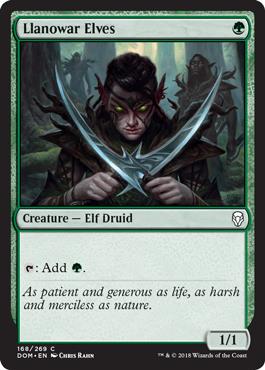 Llanowar Elves
Creature — Elf Druid
: Add .
As patient and generous as life, as harsh
and merciless as nature.
1/1
168/269 C
DOM • EN Chris Rahn
™ & © 2018 Wizards of the Coast